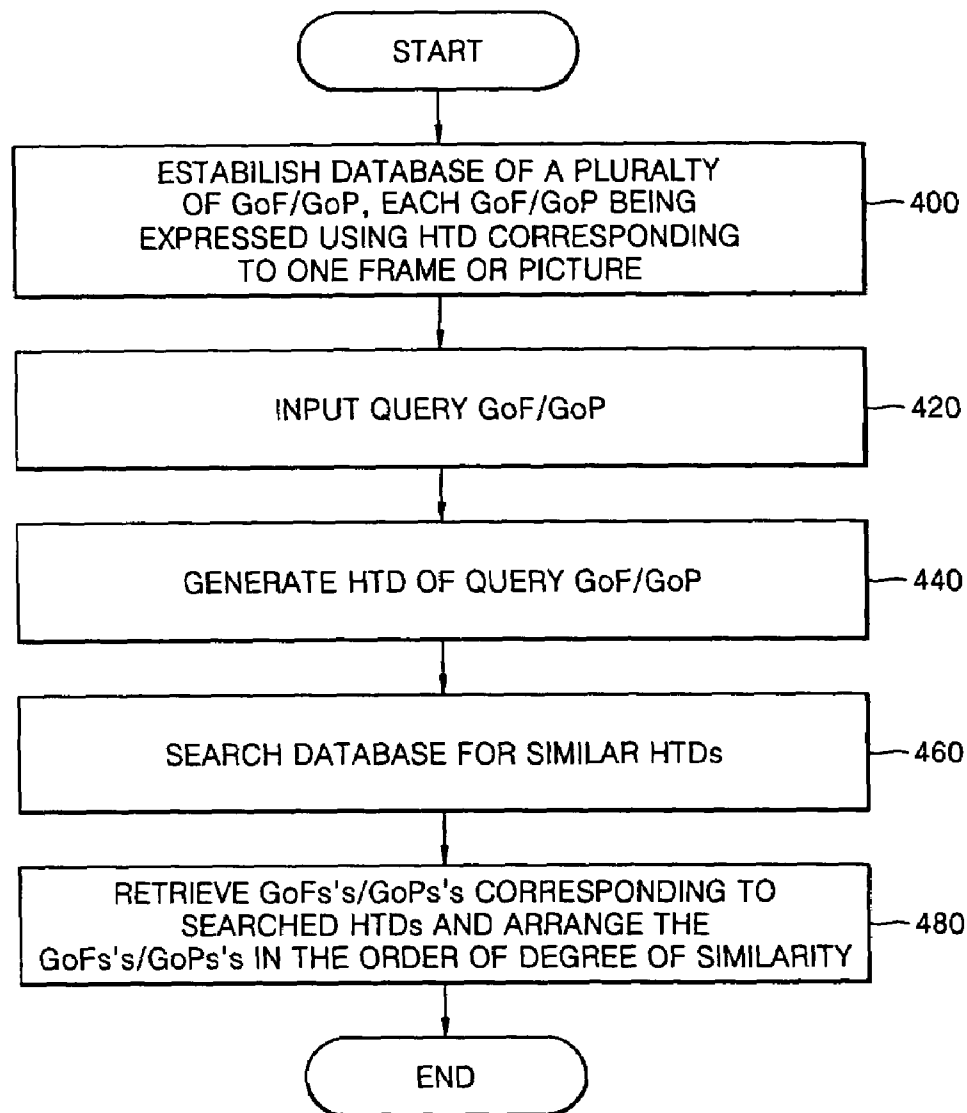 START
ESTABILISH DATABASE OF A PLURALTY
OF GoF/GoP, EACH GoF/GoP BEING
EXPRESSED USING HTD CORRESPONDING
TO ONE FRAME OR PICTURE
400
INPUT QUERY GoF/GoP
420
GENERATE HTD OF QUERY GoF/GoP
440
SEARCH DATABASE FOR SIMILAR HTDs
460
RETRIEVE GoFs's/GoPs's CORRESPONDING TO
SEARCHED HTDs AND ARRANGE THE
GoFs's/GoPs's IN THE ORDER OF DEGREE OF SIMILARITY
480
END